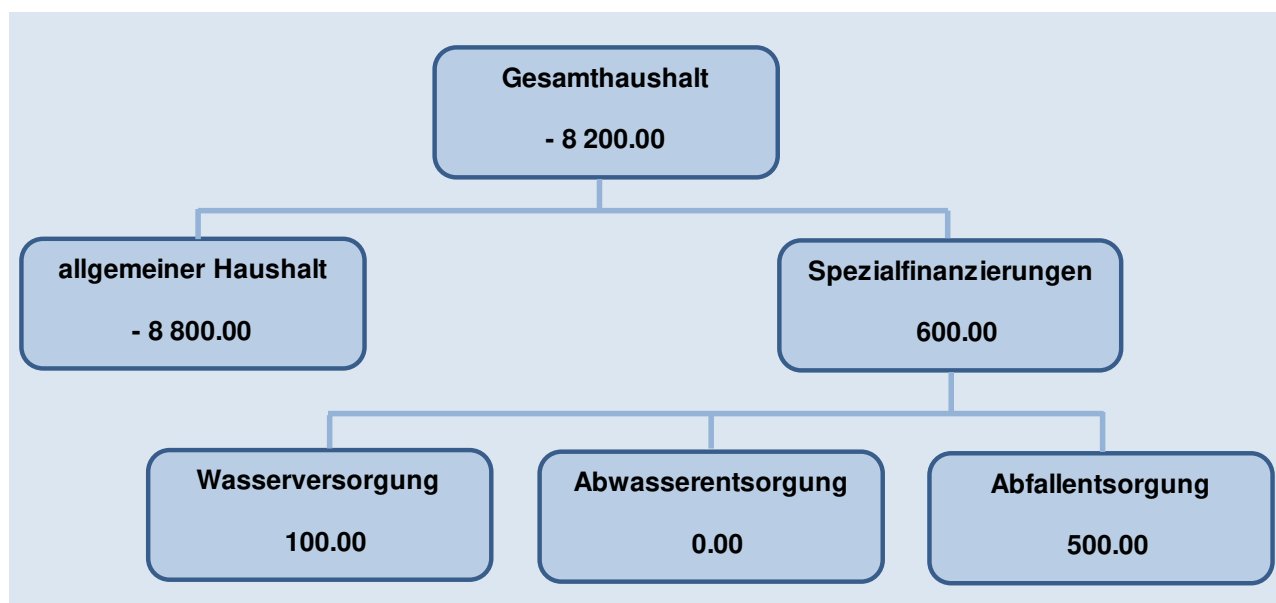 Gesamthaushalt
- 8 200.00
allgemeiner Haushalt
- 8 800.00
Spezialfinanzierungen
600.00
Wasserversorgung
100.00
Abwasserentsorgung
0.00
Abfallentsorgung
500.00